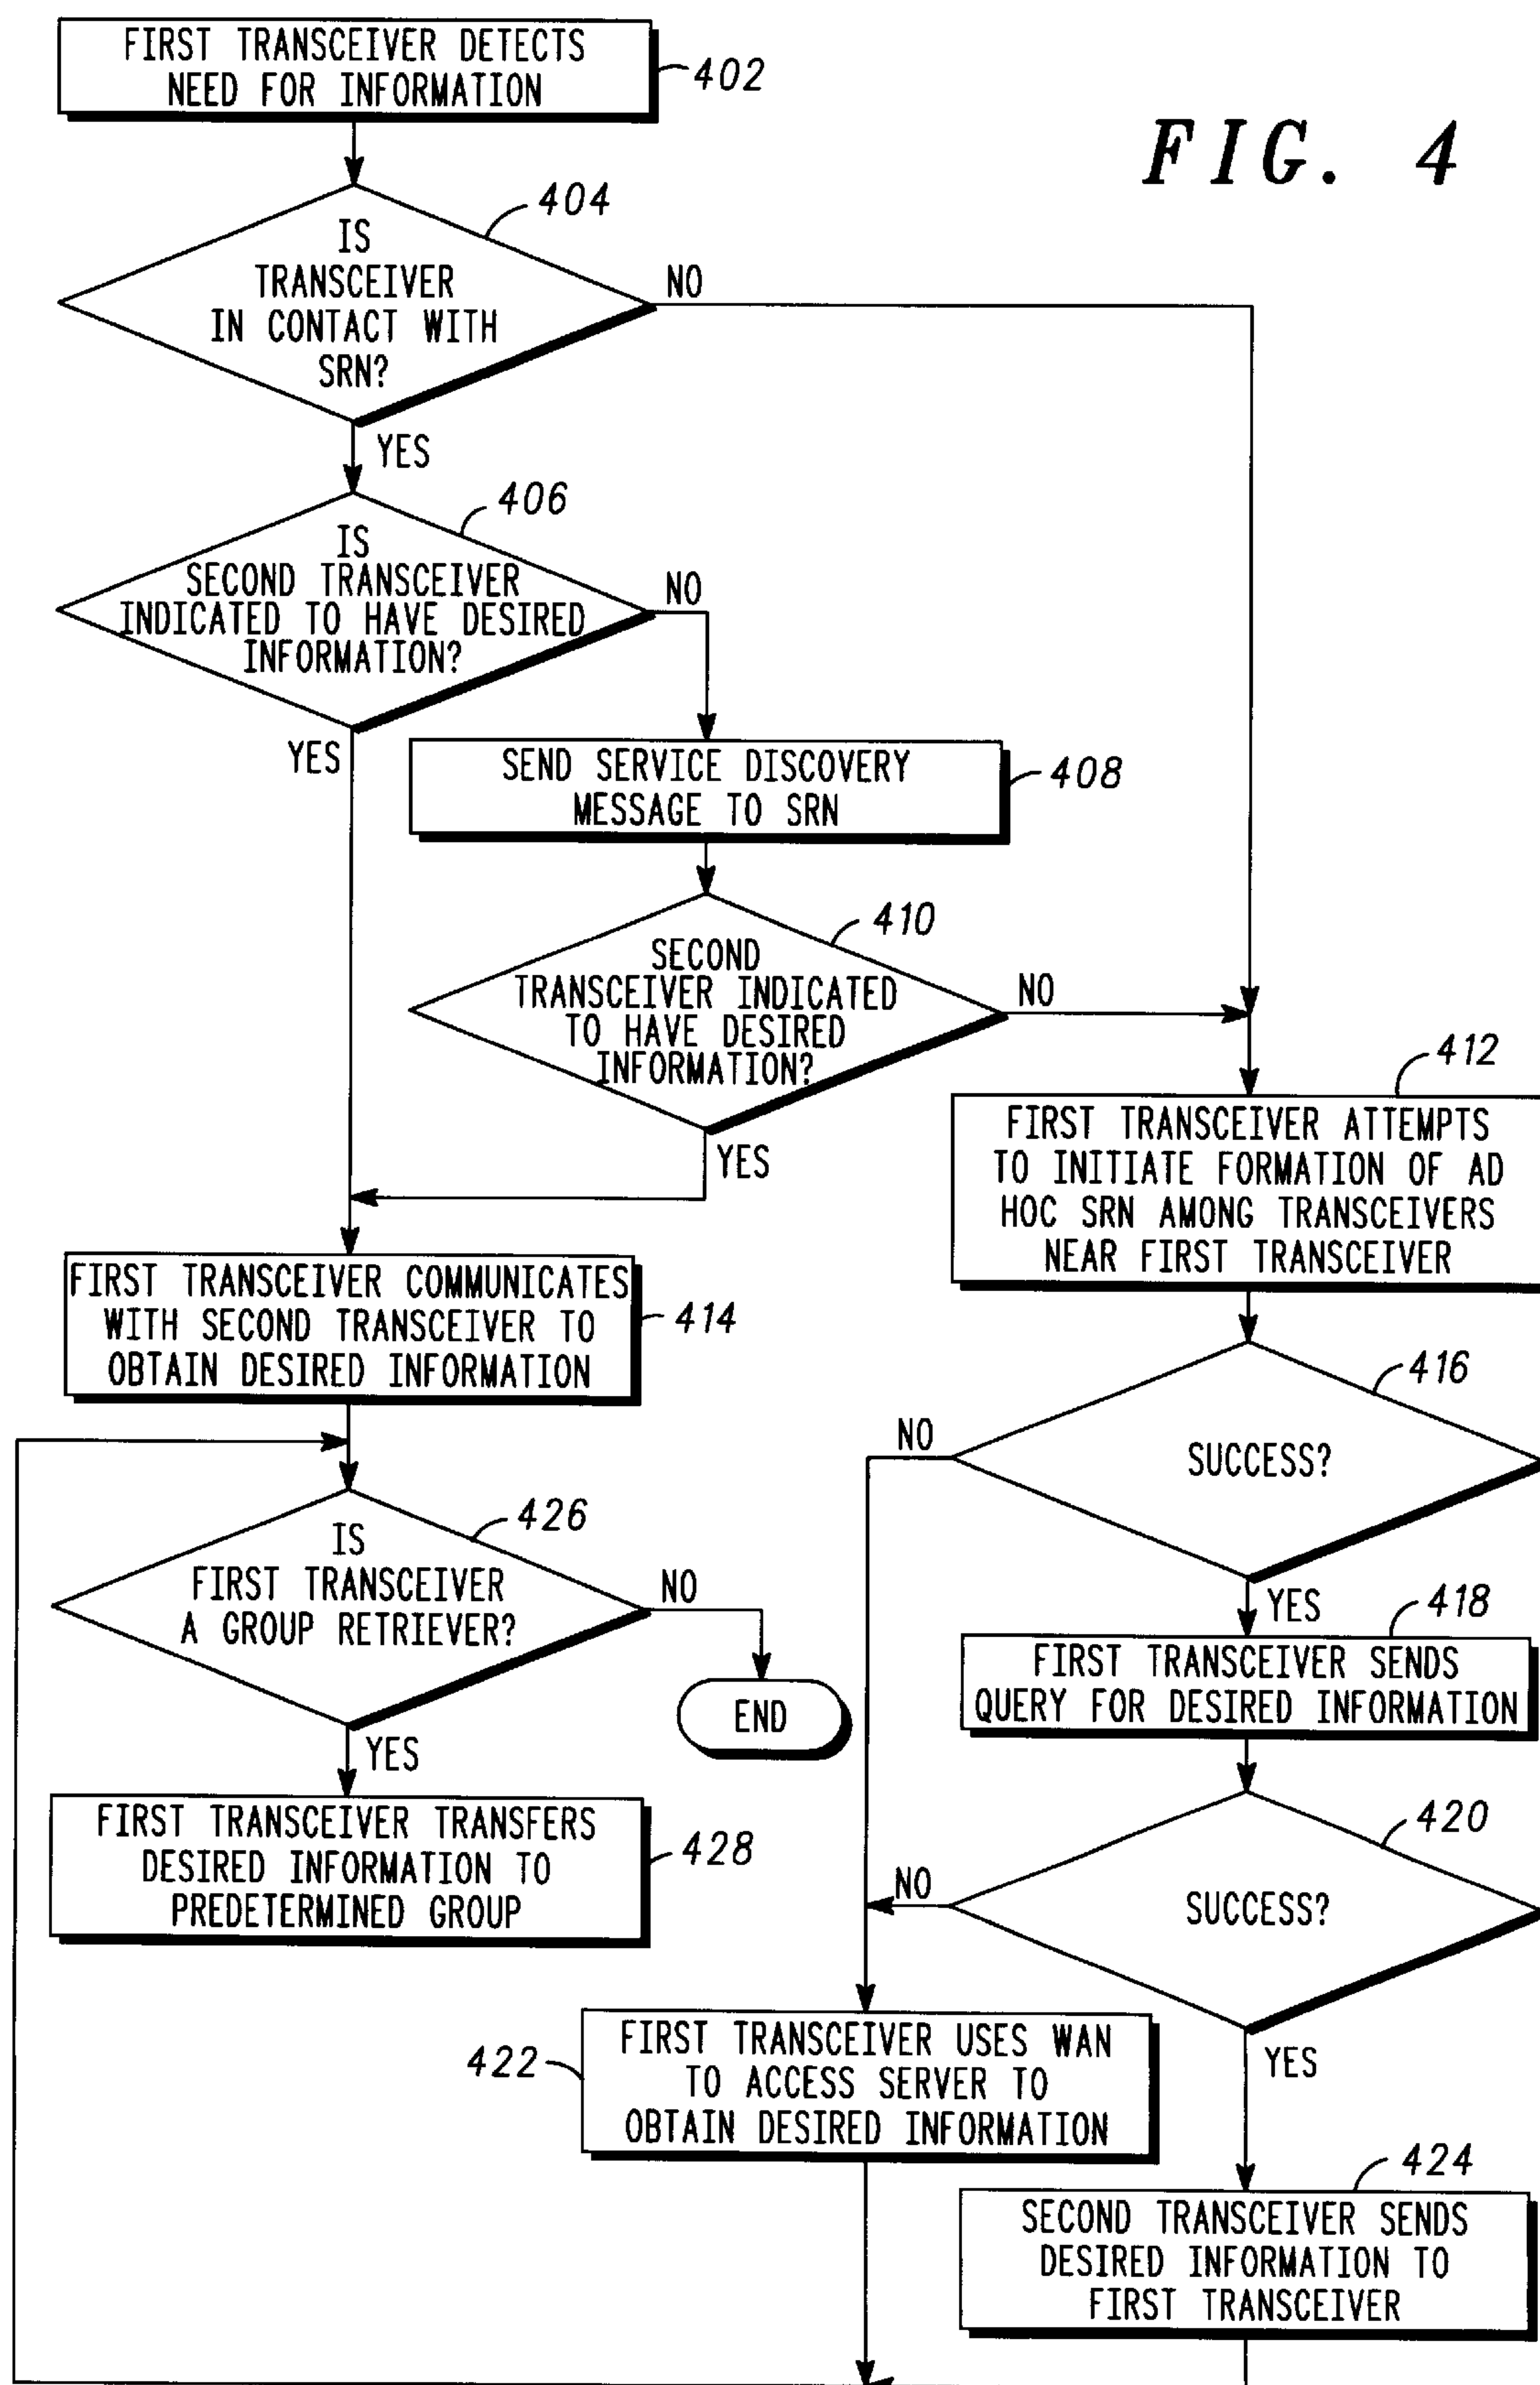 FIRST TRANSCEIVER DETECTS
NEED FOR INFORMATION
402
FIG. 4
404
IS
TRANSCEIVER
IN CONTACT WITH
SRN?
NO
YES
406
IS
SECOND TRANSCEIVER
INDICATED TO HAVE DESIRED
INFORMATION?
NO
YES
SEND SERVICE DISCOVERY
MESSAGE TO SRN
408
410
SECOND
TRANSCEIVER INDICATED
TO HAVE DESIRED
INFORMATION?
NO
YES
412
FIRST TRANSCEIVER ATTEMPTS
TO INITIATE FORMATION OF AD
HOC SRN AMONG TRANSCEIVERS
NEAR FIRST TRANSCEIVER
FIRST TRANSCEIVER COMMUNICATES
WITH SECOND TRANSCEIVER TO
OBTAIN DESIRED INFORMATION
414
416
SUCCESS?
NO
YES
426
IS
FIRST TRANSCEIVER
A GROUP RETRIEVER?
NO
END
YES
418
FIRST TRANSCEIVER SENDS
QUERY FOR DESIRED INFORMATION
FIRST TRANSCEIVER TRANSFERS
DESIRED INFORMATION TO
PREDETERMINED GROUP
428
420
SUCCESS?
NO
YES
422
FIRST TRANSCEIVER USES WAN
TO ACCESS SERVER TO
OBTAIN DESIRED INFORMATION
424
SECOND TRANSCEIVER SENDS
DESIRED INFORMATION TO
FIRST TRANSCEIVER